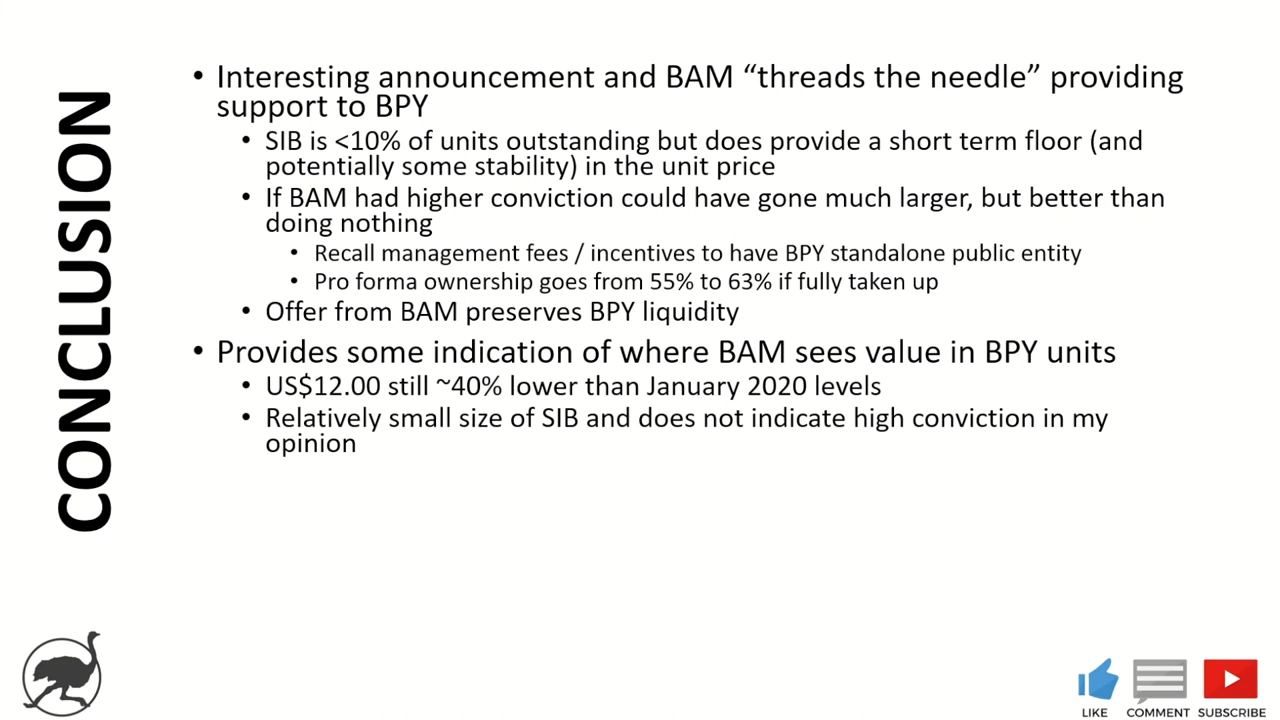 CONCLUSION
• Interesting announcement and BAM “threads the needle” providing
support to BPY
• SIB is <10% of units outstanding but does provide a short term floor (and
potentially some stability) in the unit price
• If BAM had higher conviction could have gone much larger, but better than
doing nothing
• Recall management fees / incentives to have BPY standalone public entity
• Pro forma ownership goes from 55% to 63% if fully taken up
• Offer from BAM preserves BPY liquidity
• Provides some indication of where BAM sees value in BPY units
• US$12.00 still ~40% lower than January 2020 levels
• Relatively small size of SIB and does not indicate high conviction in my
opinion
LIKE COMMENT SUBSCRIBE